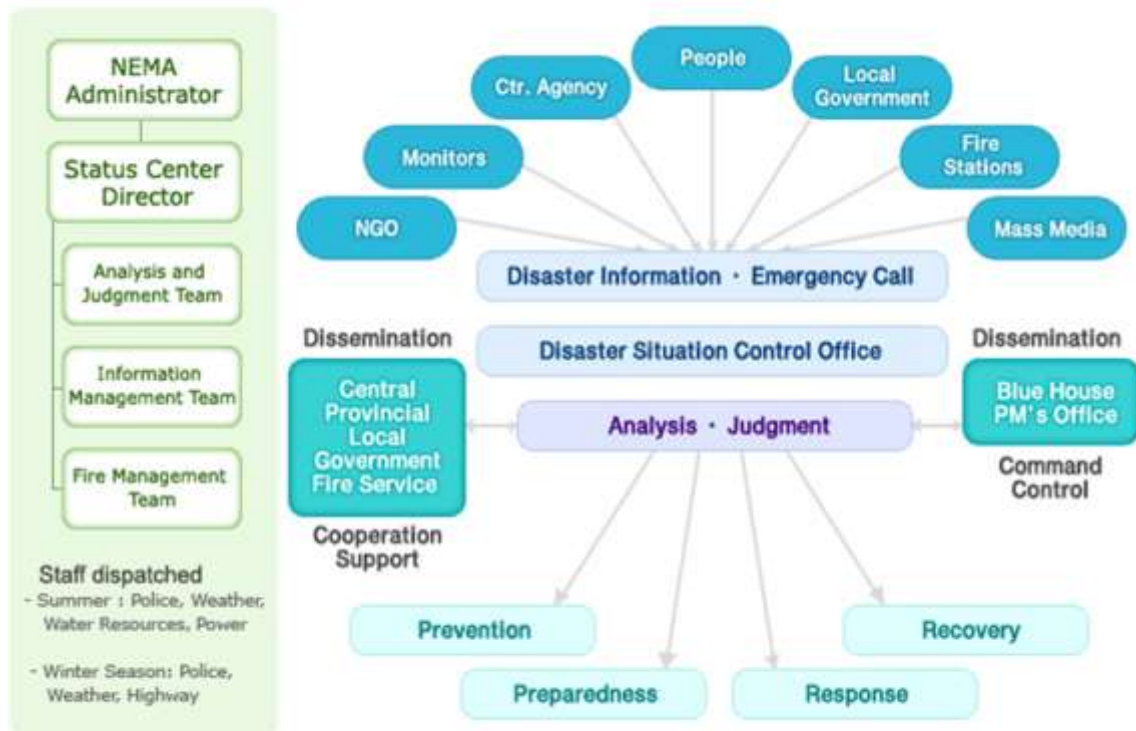 NEMA
Administrator
Status Center
Director
Analysis and
Judgment Team
Information
Management Team
Fire Management
Team
Staff dispatched
- Summer : Police, Weather,
Water Resources, Power
- Winter Season: Police,
Weather, Highway
People
Ctr. Agency
Local
Government
Monitors
Fire
Stations
NGO
Mass Media
Disaster Information · Emergency Call
Disaster Situation Control Office
Dissemination
Central
Provincial
Local
Government
Fire Service
Cooperation
Support
Analysis · Judgment
Dissemination
Blue House
PM's Office
Command
Control
Prevention
Preparedness
Response
Recovery